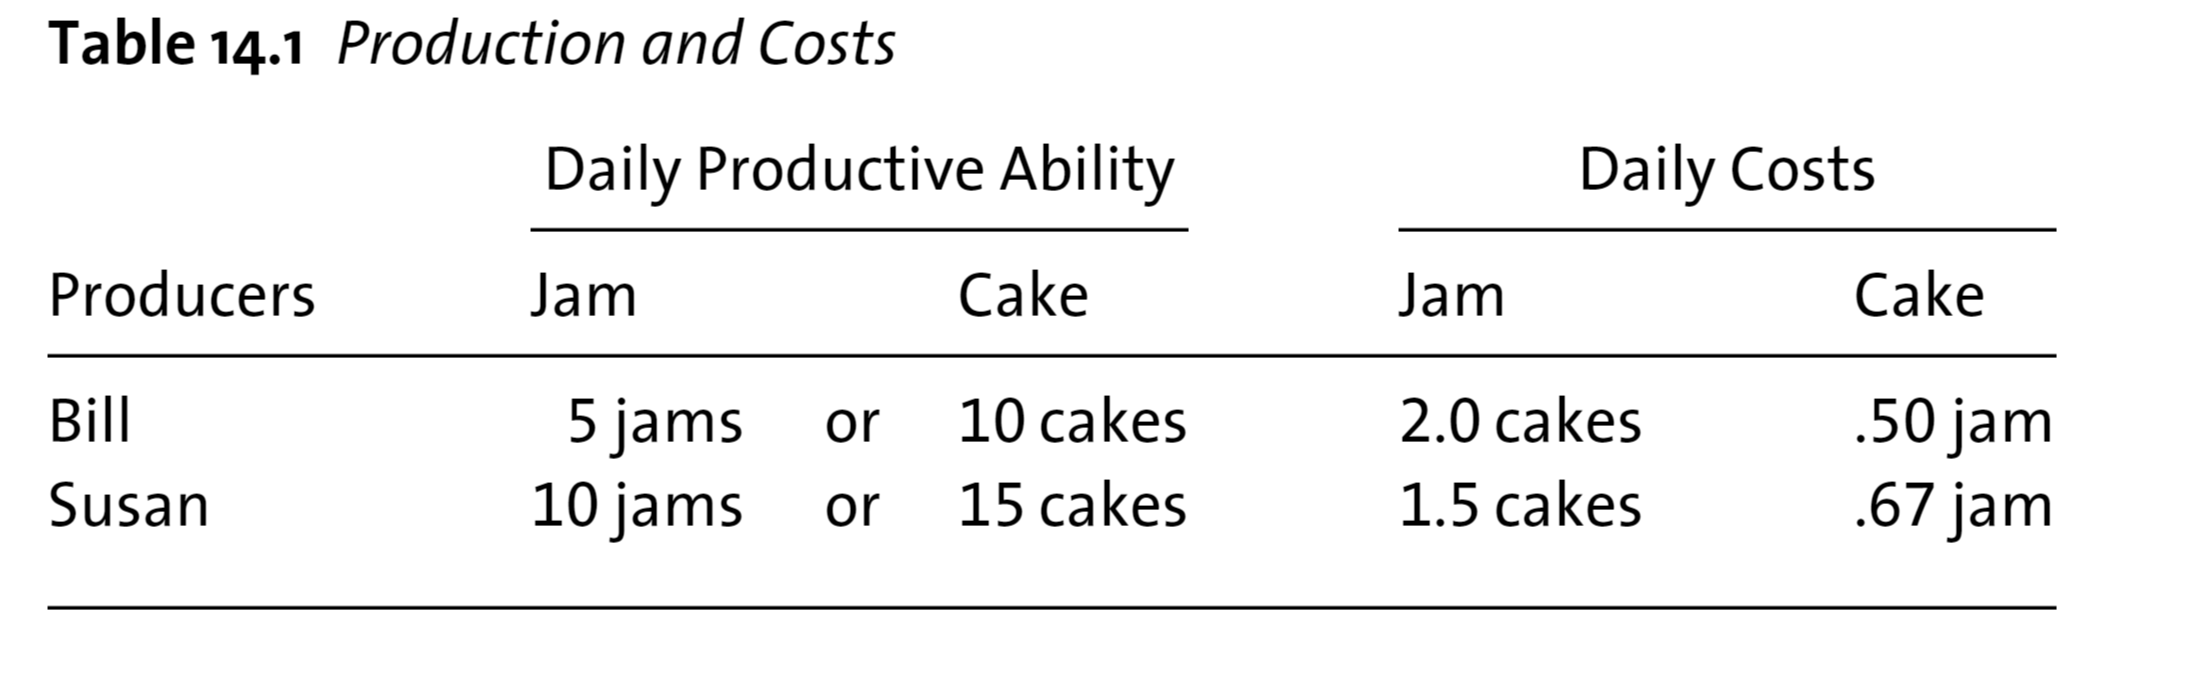 Table 14.1 Production and Costs
Daily Productive Ability Daily Costs
Producers Jam Cake Jam Cake
Bill 5 jams or 10 cakes 2.0 cakes .50 jam
Susan 10 jams or 15 cakes 1.5 cakes .67 jam